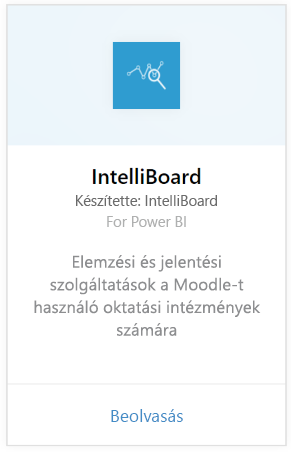 IntelliBoard
Készítette: IntelliBoard
For Power BI
Elemzési és jelentési
szolgáltatások a Moodle-t
használó oktatási intézmények
számára
Beolvasás